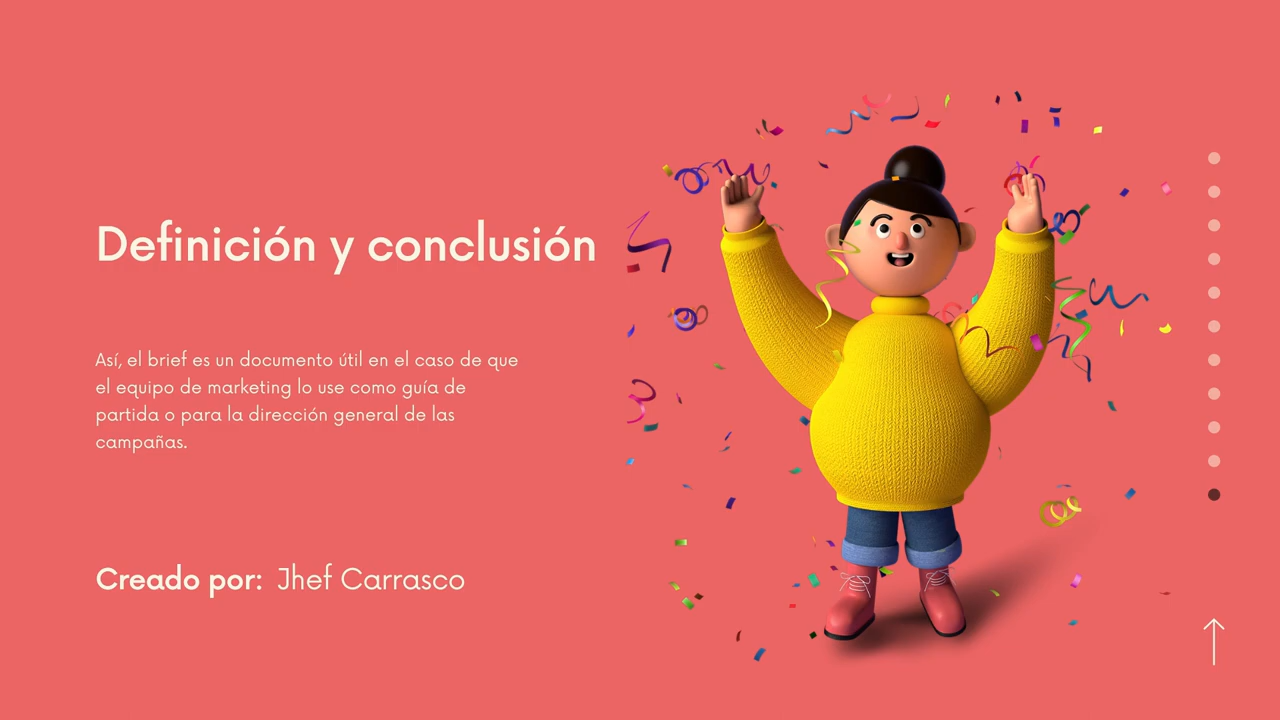 Definición y conclusión
Así, el brief es un documento útil en el caso de que
el equipo de marketing lo use como guía de
partida o para la dirección general de las
campañas.
Creado por: Jhef Carrasco